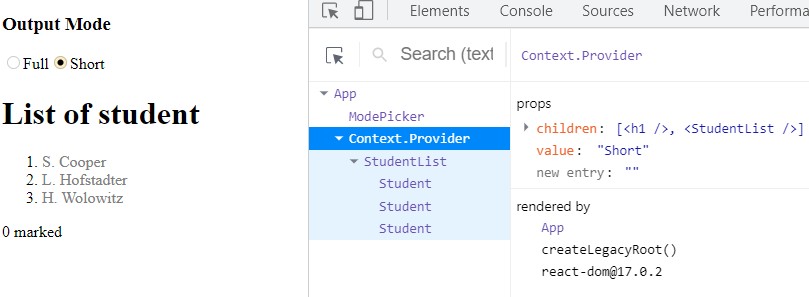 Output Mode
Full Short
List of student
1. S. Cooper
2. L. Hofstadter
3. H. Wolowitz
0 marked
Elements Console Sources Network Performa
Search (text
App
ModePicker
Context.Provider
StudentList
Student
Student
Student
Context.Provider
props
children: [<h1 />, <StudentList />]
value: "Short"
new entry: ""
rendered by
App
createLegacyRoot()
react-dom@17.0.2